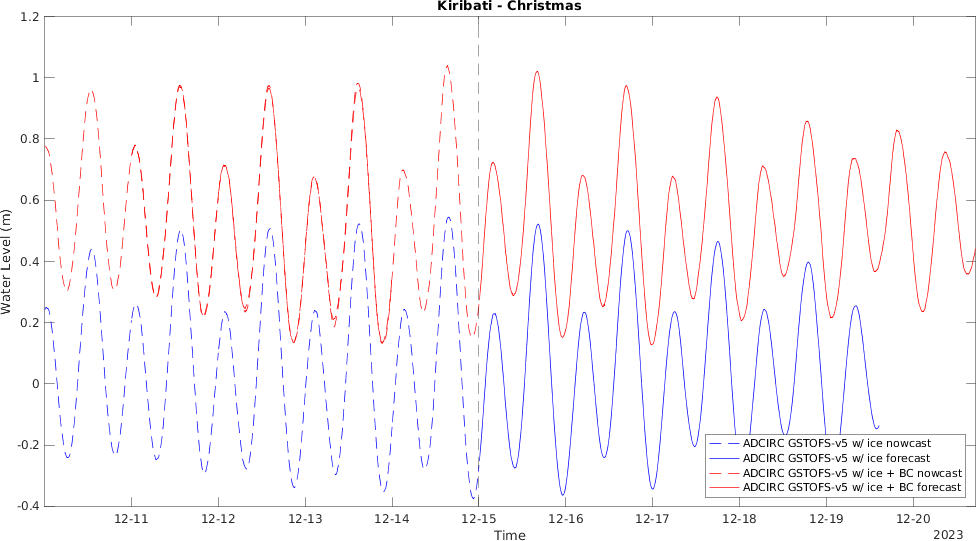 Kiribati - Christmas
1.2
1
0.8
0.6
0.4
0.2
0
-0.2
-0.4
Water Level (m)
12-11
12-12
12-13
12-14
12-15
12-16
12-17
12-18
12-19
12-20
Time
2023
ADCIRC GSTOFS-v5 w/ ice nowcast
ADCIRC GSTOFS-v5 w/ ice forecast
ADCIRC GSTOFS-v5 w/ ice + BC nowcast
ADCIRC GSTOFS-v5 w/ ice + BC forecast